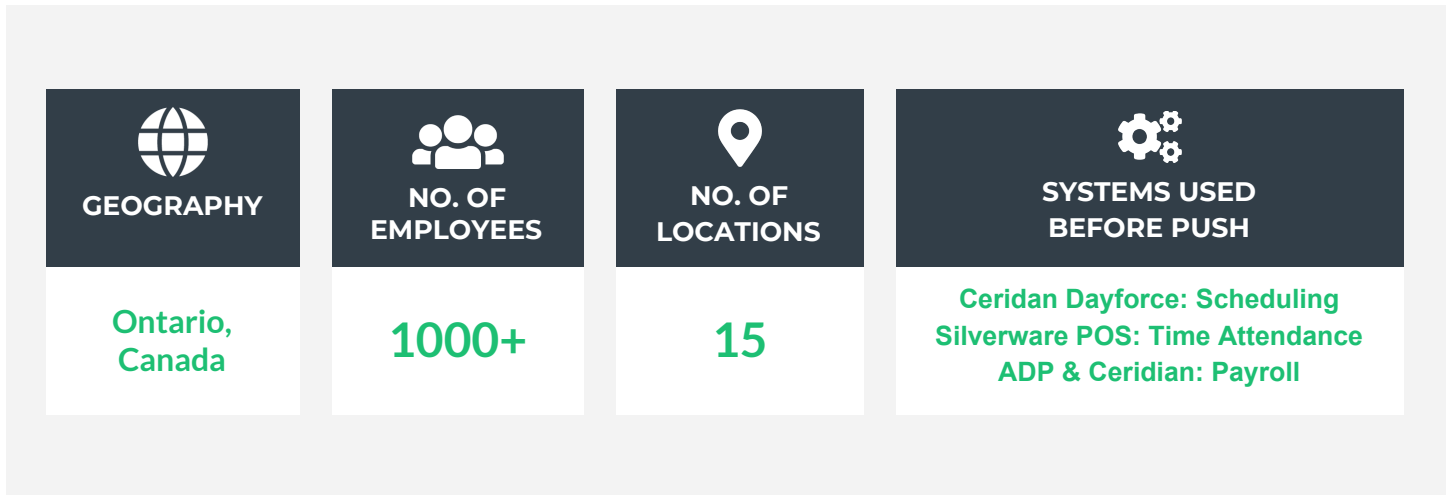 GEOGRAPHY
Ontario,
Canada
NO. OF
EMPLOYEES
1000+
NO. OF
LOCATIONS
15
SYSTEMS USED
BEFORE PUSH
Ceridan Dayforce: Scheduling
Silverware POS: Time Attendance
ADP & Ceridian: Payroll